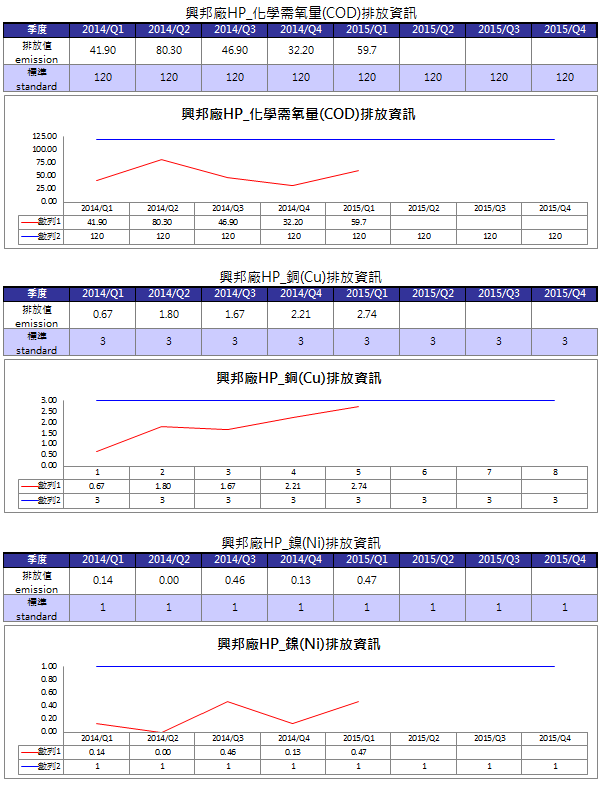 興邦廠HP_化學需氧量(COD)排放資訊
季度 2014/Q1 2014/Q2 2014/Q3 2014/Q4 2015/Q1 2015/Q2 2015/Q3 2015/Q4
排放值 emission 41.90 80.30 46.90 32.20 59.7
標準 standard 120 120 120 120 120 120 120 120
興邦廠HP_化學需氧量(COD)排放資訊
125.00
100.00
75.00
50.00
25.00
0.00
2014/Q1 2014/Q2 2014/Q3 2014/Q4 2015/Q1 2015/Q2 2015/Q3 2015/Q4
數列1 41.90 80.30 46.90 32.20 59.7
數列2 120 120 120 120 120 120 120 120
興邦廠HP_銅(Cu)排放資訊
季度 2014/Q1 2014/Q2 2014/Q3 2014/Q4 2015/Q1 2015/Q2 2015/Q3 2015/Q4
排放值 emission 0.67 1.80 1.67 2.21 2.74
標準 standard 3 3 3 3 3 3 3 3
興邦廠HP_銅(Cu)排放資訊
3.00
2.50
2.00
1.50
1.00
0.50
0.00
1 2 3 4 5 6 7 8
數列1 0.67 1.80 1.67 2.21 2.74
數列2 3 3 3 3 3 3 3 3
興邦廠HP_鎳(Ni)排放資訊
季度 2014/Q1 2014/Q2 2014/Q3 2014/Q4 2015/Q1 2015/Q2 2015/Q3 2015/Q4
排放值 emission 0.14 0.00 0.46 0.13 0.47
標準 standard 1 1 1 1 1 1 1 1
興邦廠HP_鎳(Ni)排放資訊
1.00
0.80
0.60
0.40
0.20
0.00
2014/Q1 2014/Q2 2014/Q3 2014/Q4 2015/Q1 2015/Q2 2015/Q3 2015/Q4
數列1 0.14 0.00 0.46 0.13 0.47
數列2 1 1 1 1 1 1 1 1